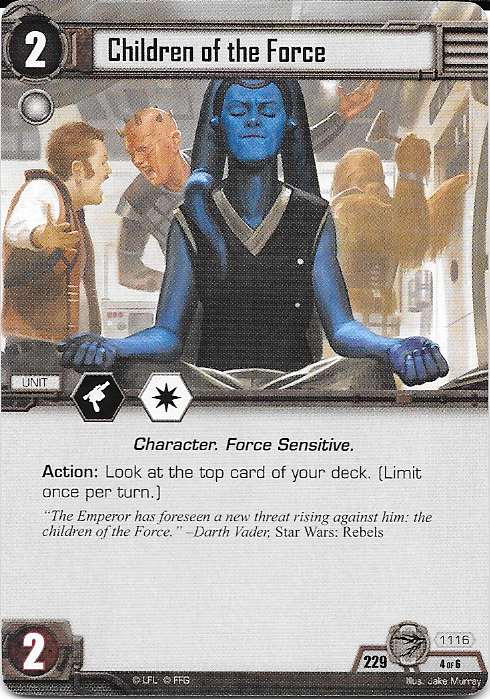 2
Children of the Force
UNIT
Character. Force Sensitive.
Action: Look at the top card of your deck. (Limit
once per turn.)
"The Emperor has foreseen a new threat rising against him: the
children of the Force." –Darth Vader, Star Wars: Rebels
2
229
1116
4 OF 6
© LFL © FFG
Illus. Jake Murray